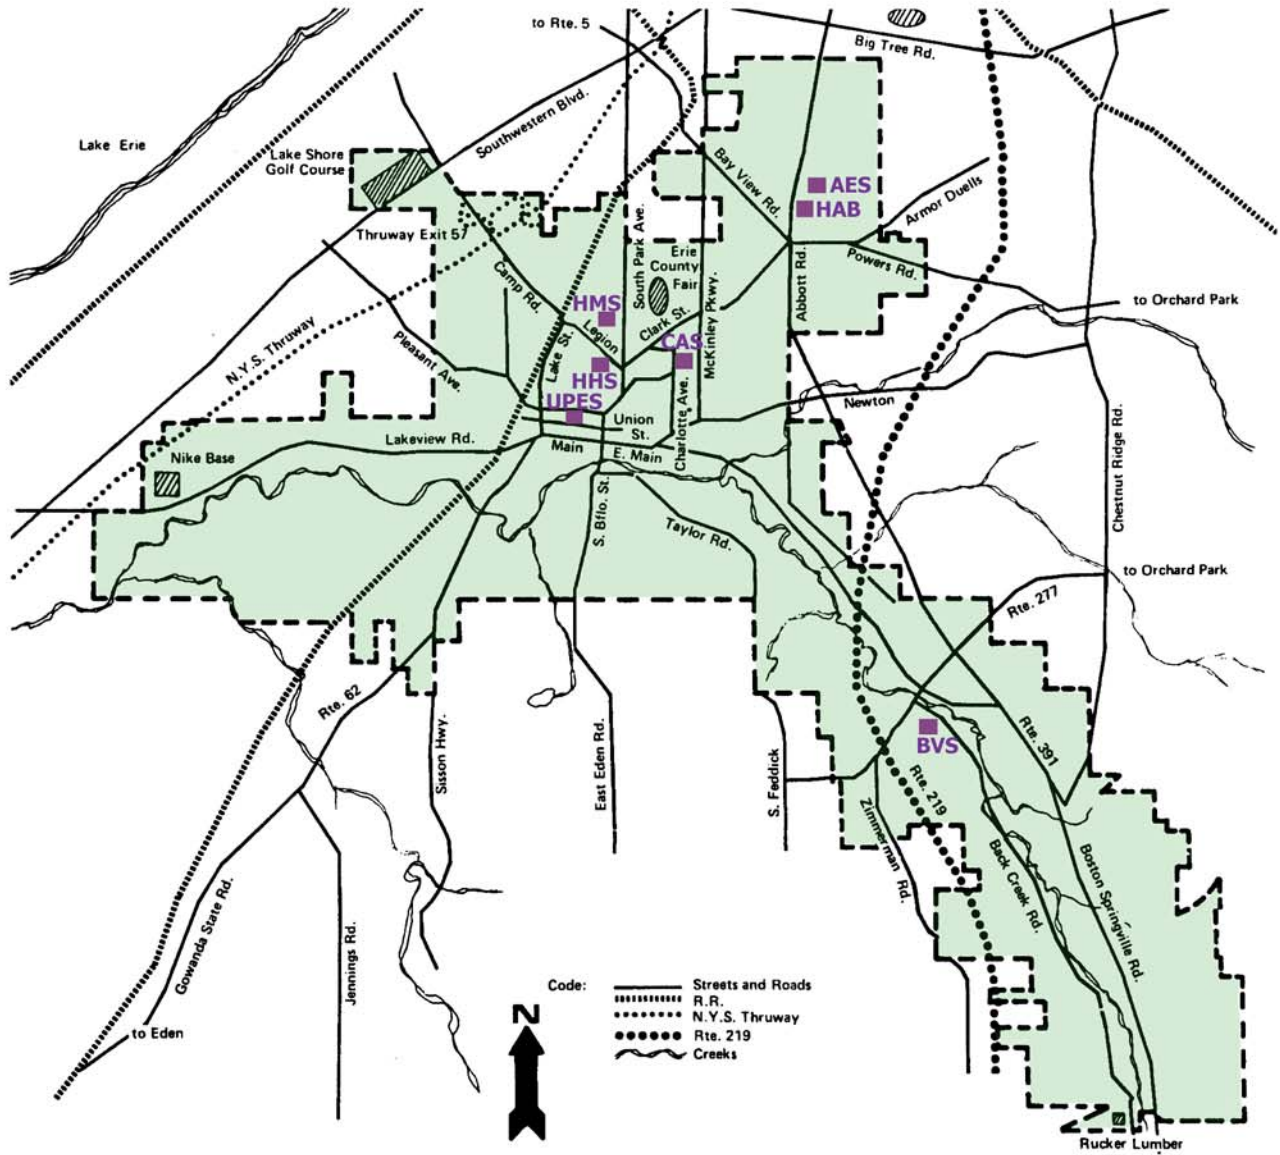 to Rte. 5
Big Tree Rd.
Lake Erie
Southwestern Blvd.
Lake Shore
Golf Course
Bay View Rd.
AES
HAB
Armor Duells
Thruway Exit 57
South Park Ave.
Erie
County
Fair
Powers Rd.
Camp Rd.
Abbott Rd.
to Orchard Park
HMS
Legion
Clark St.
McKinley Pkwy.
N.Y.S. Thruway
Pleasant Ave.
Lake St.
CAS
HHS
UPES
Newton
Union
St.
Charlotte Ave.
Chestnut Ridge Rd.
Lakeview Rd.
Main
E. Main
Nike Base
S. Bflo. St.
Taylor Rd.
to Orchard Park
Rte. 277
Rte. 62
Sisson Hwy.
East Eden Rd.
S. Feddick
BVS
Rte. 391
Rte. 219
Zimmerman Rd.
Back Creek Rd.
Boston Springville Rd.
Gowanda State Rd.
Jennings Rd.
to Eden
Code:
Streets and Roads
R.R.
N.Y.S. Thruway
Rte. 219
Creeks
N
Rucker Lumber